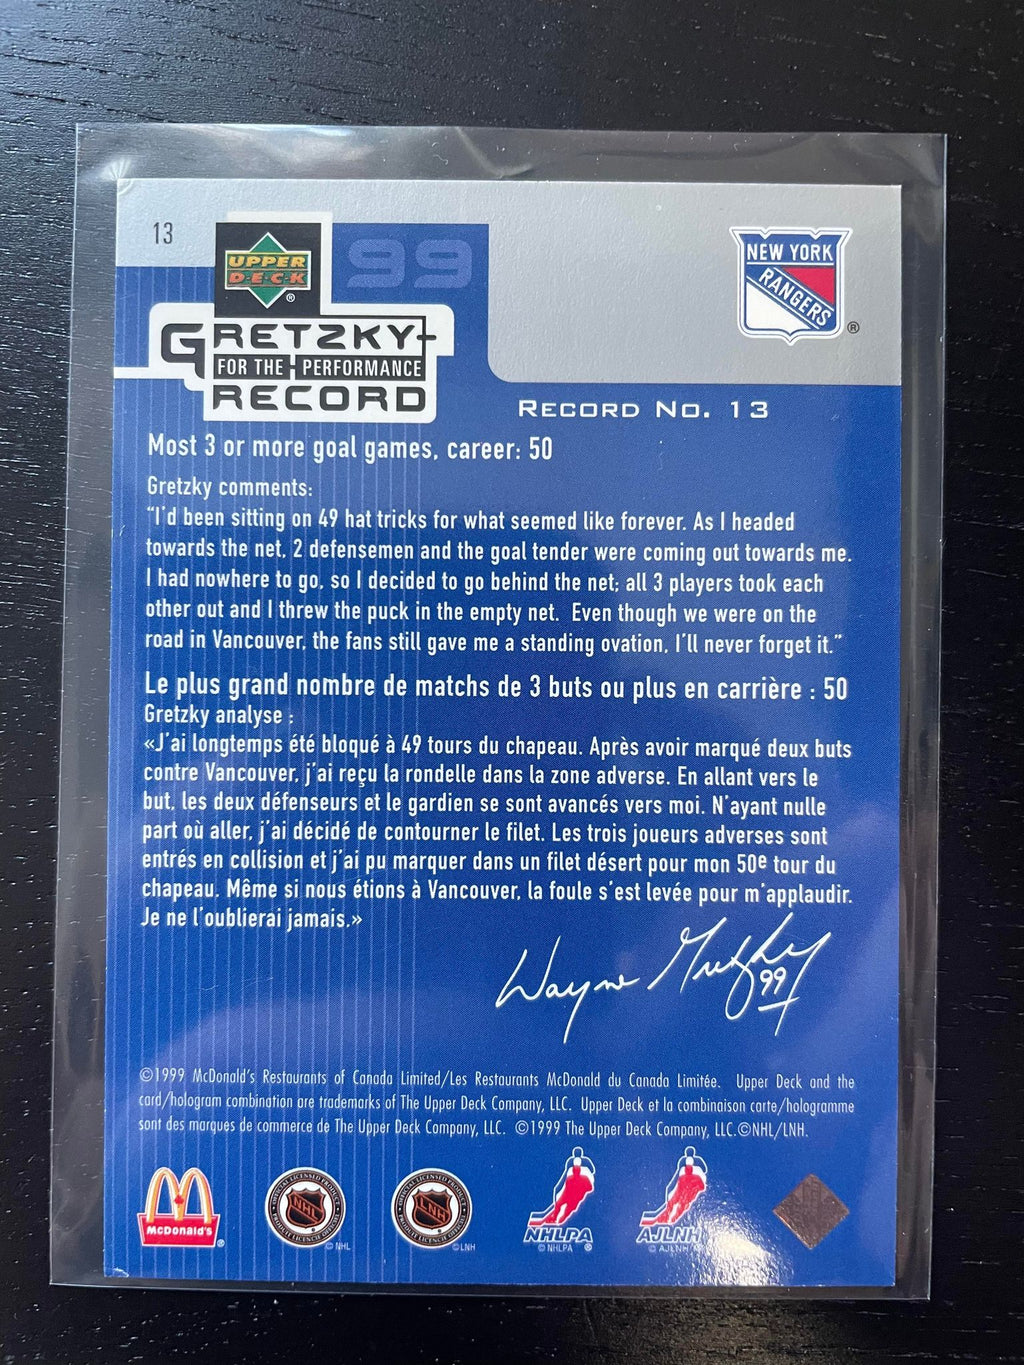 13
UPPER
DECK
®
99
NEW YORK
RANGERS
®
GRETZKY
FOR THE PERFORMANCE
RECORD
RECORD NO. 13
Most 3 or more goal games, career: 50
Gretzky comments:
“I'd been sitting on 49 hat tricks for what seemed like forever. As I headed
towards the net, 2 defensemen and the goal tender were coming out towards me.
I had nowhere to go, so I decided to go behind the net; all 3 players took each
other out and I threw the puck in the empty net. Even though we were on the
road in Vancouver, the fans still gave me a standing ovation, I'll never forget it.”
Le plus grand nombre de matchs de 3 buts ou plus en carrière : 50
Gretzky analyse :
«J'ai longtemps été bloqué à 49 tours du chapeau. Après avoir marqué deux buts
contre Vancouver, j'ai reçu la rondelle dans la zone adverse. En allant vers le
but, les deux défenseurs et le gardien se sont avancés vers moi. N'ayant nulle
part où aller, j'ai décidé de contourner le filet. Les trois joueurs adverses sont
entrés en collision et j'ai pu marquer dans un filet désert pour mon 50e tour du
chapeau. Même si nous étions à Vancouver, la foule s'est levée pour m'applaudir.
Je ne l'oublierai jamais.»
Wayne Gretzky
99
©1999 McDonald's Restaurants of Canada Limited/Les Restaurants McDonald du Canada Limitée. Upper Deck and the
card/hologram combination are trademarks of The Upper Deck Company, LLC. Upper Deck et la combinaison carte/hologramme
sont des marques de commerce de The Upper Deck Company, LLC. ©1999 The Upper Deck Company, LLC.©NHL/LNH.
McDonald's
®
NHL
© NHL
LNH
© LNH
NHLPA
© NHLPA ®
AJLNH
© AJLNH